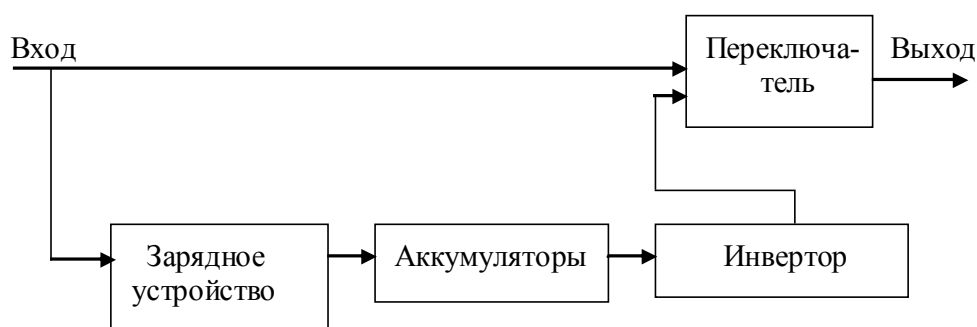 Вход
Переключа-
тель
Выход
Зарядное
устройство
Аккумуляторы
Инвертор